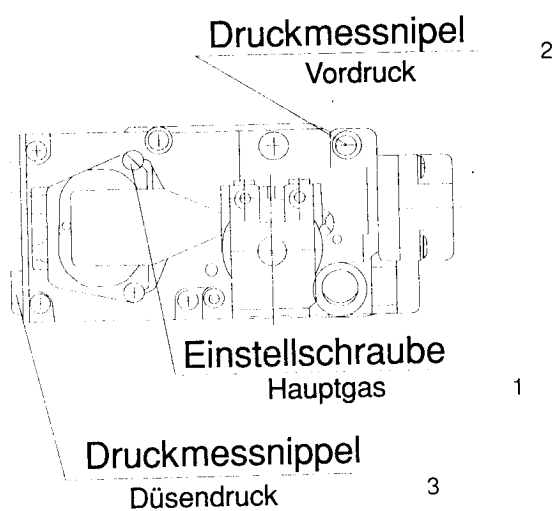 Druckmessnipel
Vordruck
2
Einstellschraube
Hauptgas
1
Druckmessnippel
Düsendruck
3